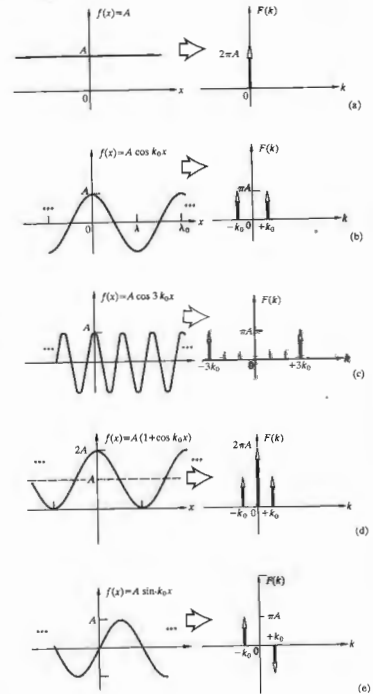 f(x)=A
F(k)
A
2πA
0
x
0
k
(a)
f(x)=A cos k₀x
F(k)
...
A
...
πA
0
λ
λ₀
x
-k₀
0
+k₀
k
(b)
f(x)=A cos 3k₀x
F(k)
...
A
...
πA
x
-3k₀
0
+3k₀
k
(c)
f(x)=A(1+cos k₀x)
F(k)
...
2A
...
2πA
A
x
-k₀
0
+k₀
k
(d)
f(x)=A sin k₀x
F(k)
...
A
...
πA
+k₀
x
-k₀
0
k
(e)